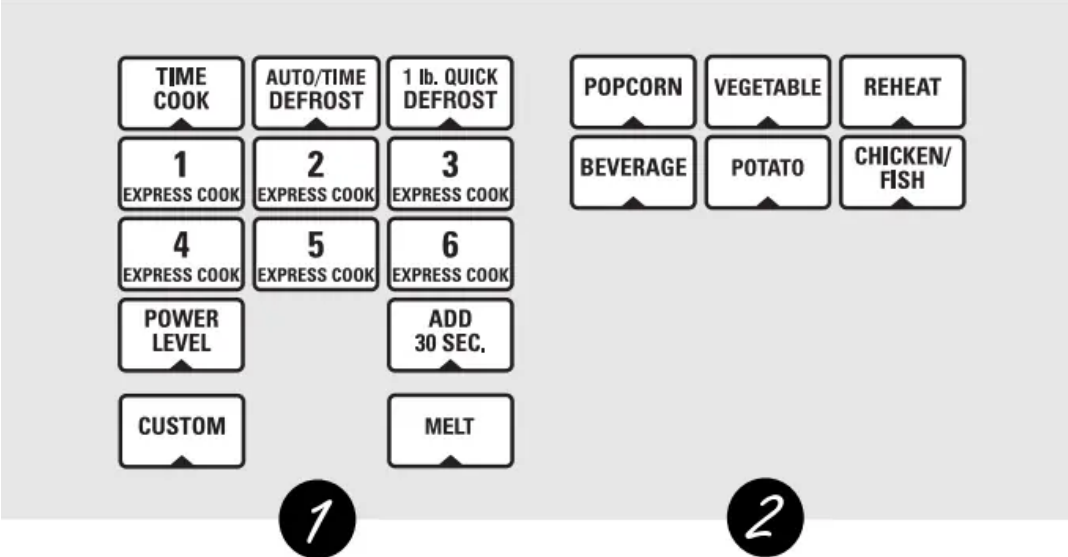 TIME
COOK
AUTO/TIME
DEFROST
1 lb. QUICK
DEFROST
1
EXPRESS COOK
2
EXPRESS COOK
3
EXPRESS COOK
4
EXPRESS COOK
5
EXPRESS COOK
6
EXPRESS COOK
POWER
LEVEL
ADD
30 SEC.
CUSTOM
MELT
1
POPCORN
VEGETABLE
REHEAT
BEVERAGE
POTATO
CHICKEN/
FISH
2